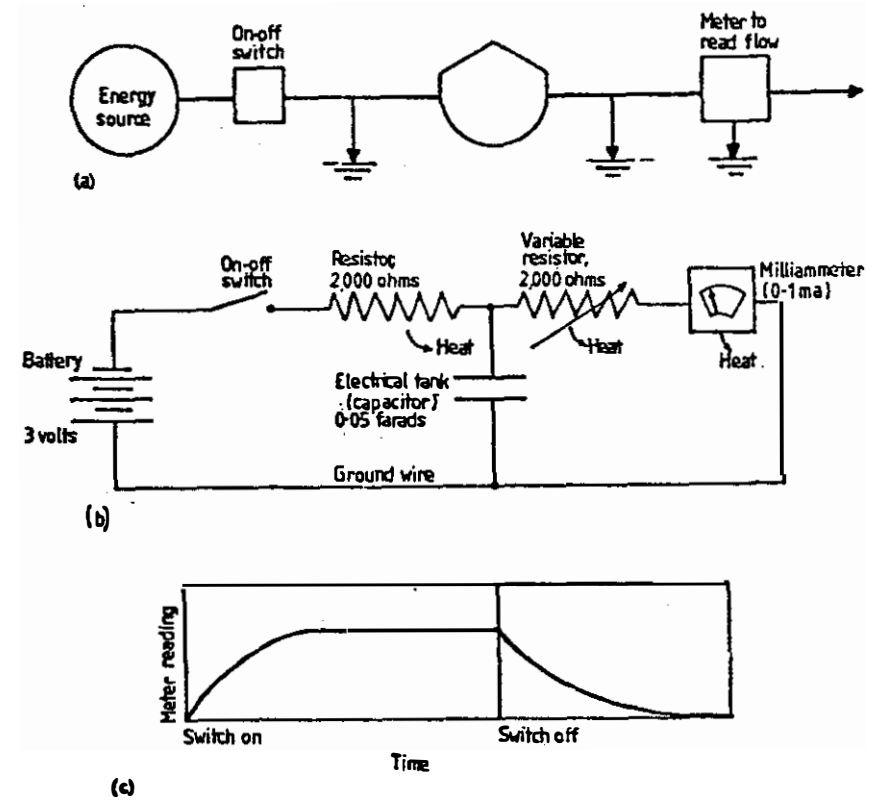 On-off
switch
Meter to
read flow
Energy
source
(a)
On-off
switch
Resistor,
2,000 ohms
Variable
resistor,
2,000 ohms
Milliammeter
(0-1 ma)
Heat
Heat
Heat
Battery
Electrical tank
(capacitor)
0·05 farads
3 volts
Ground wire
(b)
Meter reading
Switch on
Switch off
Time
(c)